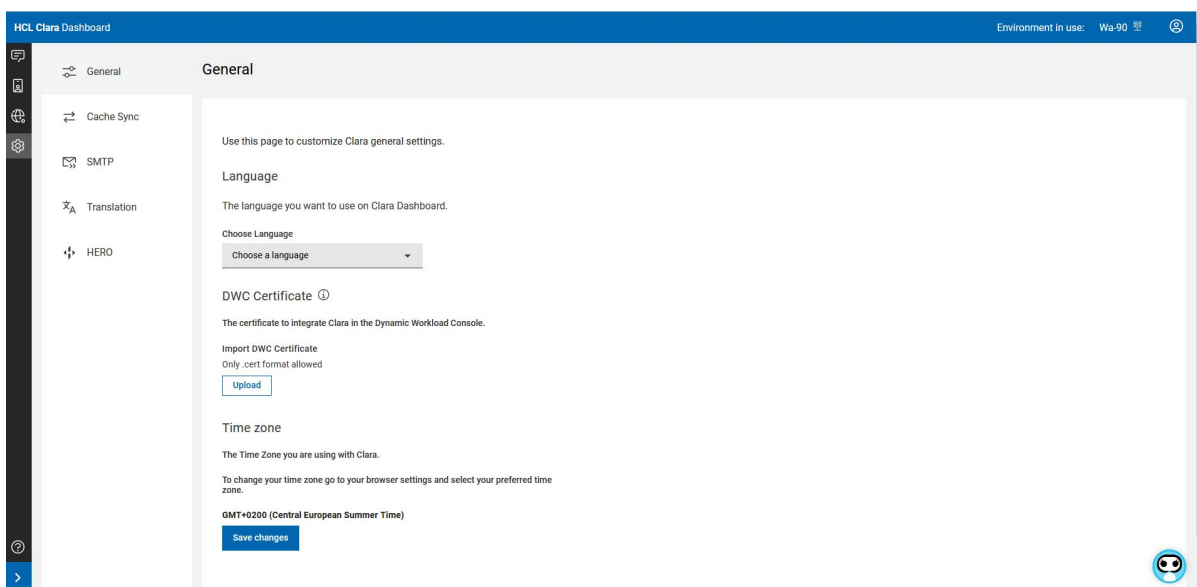 HCL Clara Dashboard
Environment in use: Wa-90
General
Cache Sync
SMTP
Translation
HERO
General
Use this page to customize Clara general settings.
Language
The language you want to use on Clara Dashboard.
Choose Language
Choose a language
DWC Certificate
The certificate to integrate Clara in the Dynamic Workload Console.
Import DWC Certificate
Only .cert format allowed
Upload
Time zone
The Time Zone you are using with Clara.
To change your time zone go to your browser settings and select your preferred time
zone.
GMT+0200 (Central European Summer Time)
Save changes